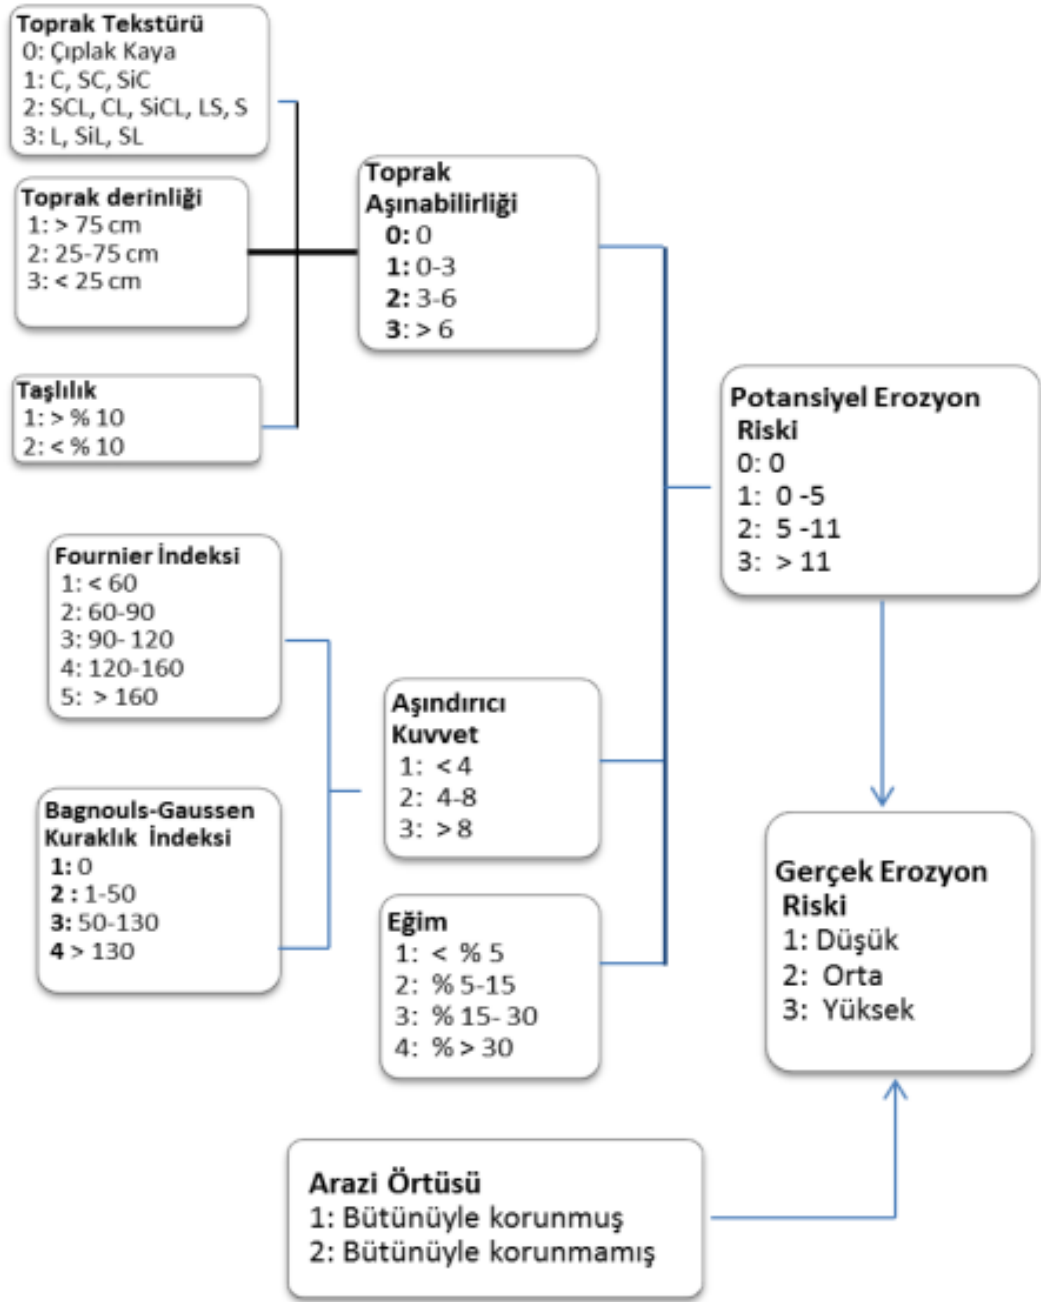 Toprak Tekstürü
0: Çıplak Kaya
1: C, SC, SiC
2: SCL, CL, SiCL, LS, S
3: L, SiL, SL
Toprak derinliği
1: > 75 cm
2: 25-75 cm
3: < 25 cm
Taşlılık
1: > % 10
2: < % 10
Toprak
Aşınabilirliği
0: 0
1: 0-3
2: 3-6
3: > 6
Fournier İndeksi
1: < 60
2: 60-90
3: 90- 120
4: 120-160
5: > 160
Bagnouls-Gaussen
Kuraklık İndeksi
1: 0
2 : 1-50
3: 50-130
4 > 130
Aşındırıcı
Kuvvet
1: < 4
2: 4-8
3: > 8
Eğim
1: < % 5
2: % 5-15
3: % 15- 30
4: % > 30
Potansiyel Erozyon
Riski
0: 0
1: 0 -5
2: 5 -11
3: > 11
Gerçek Erozyon
Riski
1: Düşük
2: Orta
3: Yüksek
Arazi Örtüsü
1: Bütünüyle korunmuş
2: Bütünüyle korunmamış